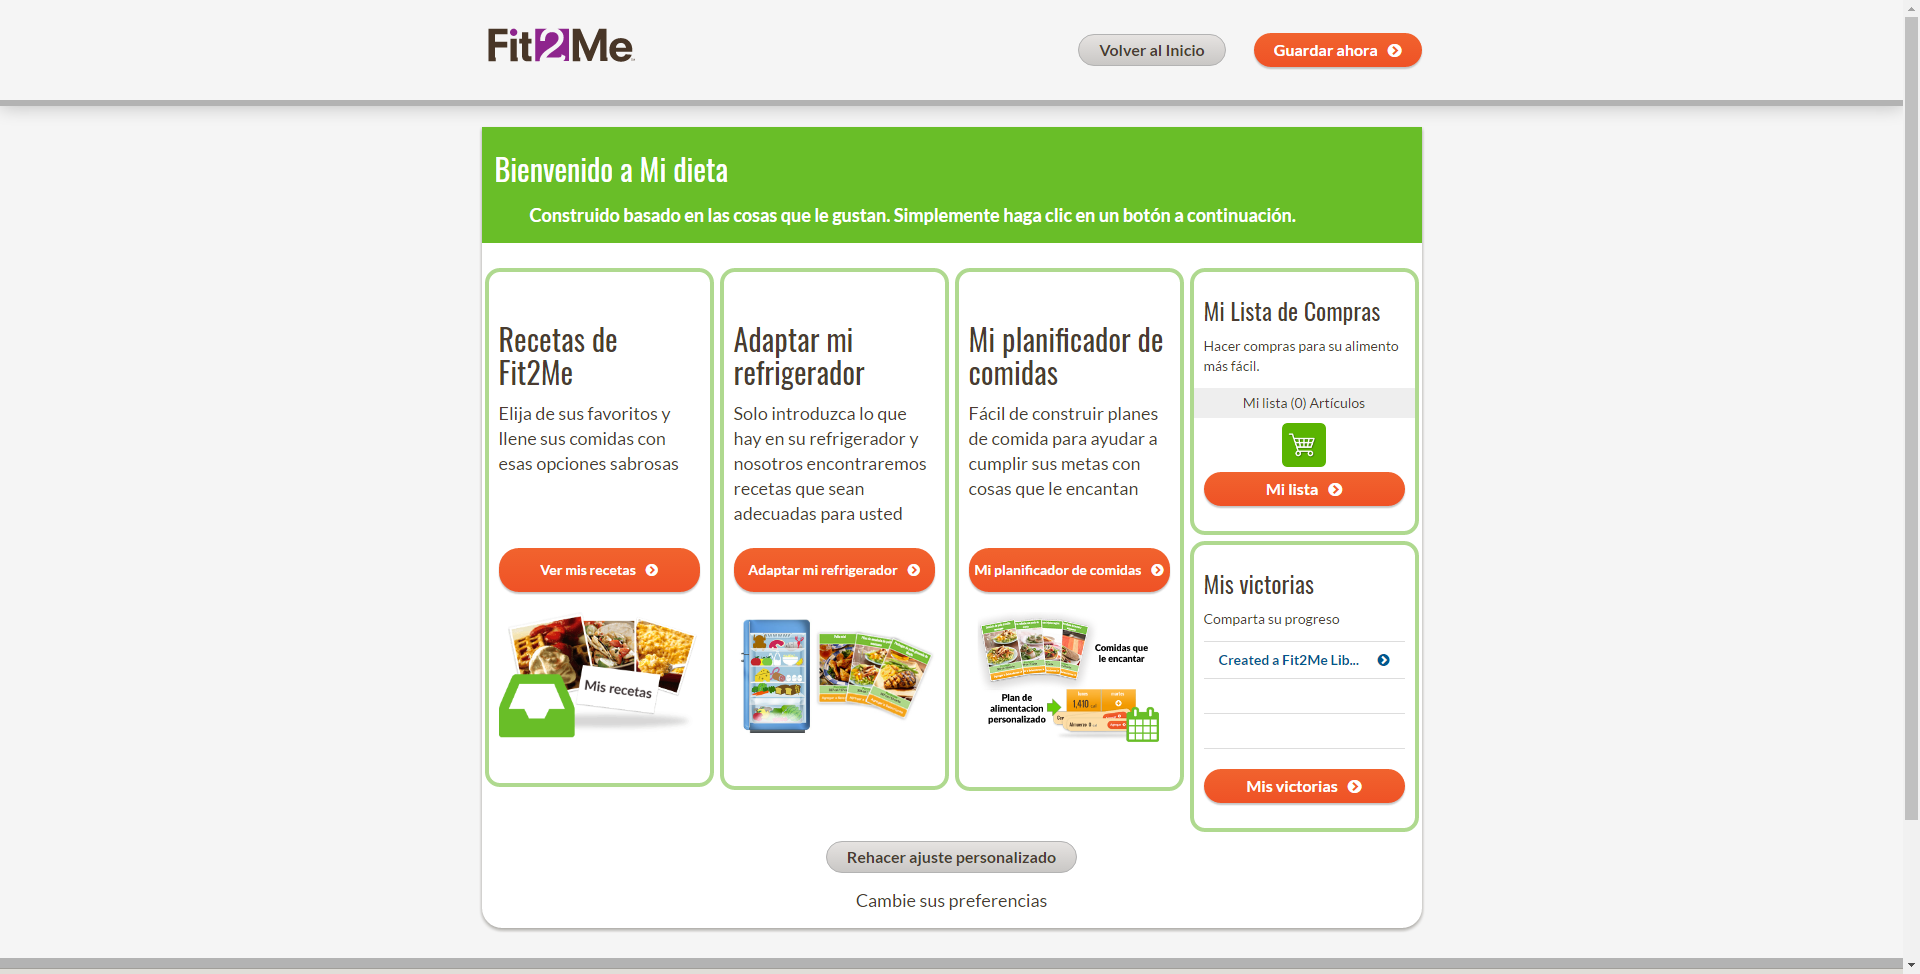 Fit2Me
Volver al Inicio
Guardar ahora
Bienvenido a Mi dieta
Construido basado en las cosas que le gustan. Simplemente haga clic en un botón a continuación.
Recetas de
Fit2Me
Elija de sus favoritos y
llene sus comidas con
esas opciones sabrosas
Ver mis recetas
Mis recetas
Adaptar mi
refrigerador
Solo introduzca lo que
hay en su refrigerador y
nosotros encontraremos
recetas que sean
adecuadas para usted
Adaptar mi refrigerador
Mi planificador de
comidas
Fácil de construir planes
de comida para ayudar a
cumplir sus metas con
cosas que le encantan
Mi planificador de comidas
Comidas que
le encantar
Plan de
alimentacion
personalizado
1,410
Mi Lista de Compras
Hacer compras para su alimento
más fácil.
Mi lista (0) Artículos
Mi lista
Mis victorias
Comparta su progreso
Created a Fit2Me Lib...
Mis victorias
Rehacer ajuste personalizado
Cambie sus preferencias